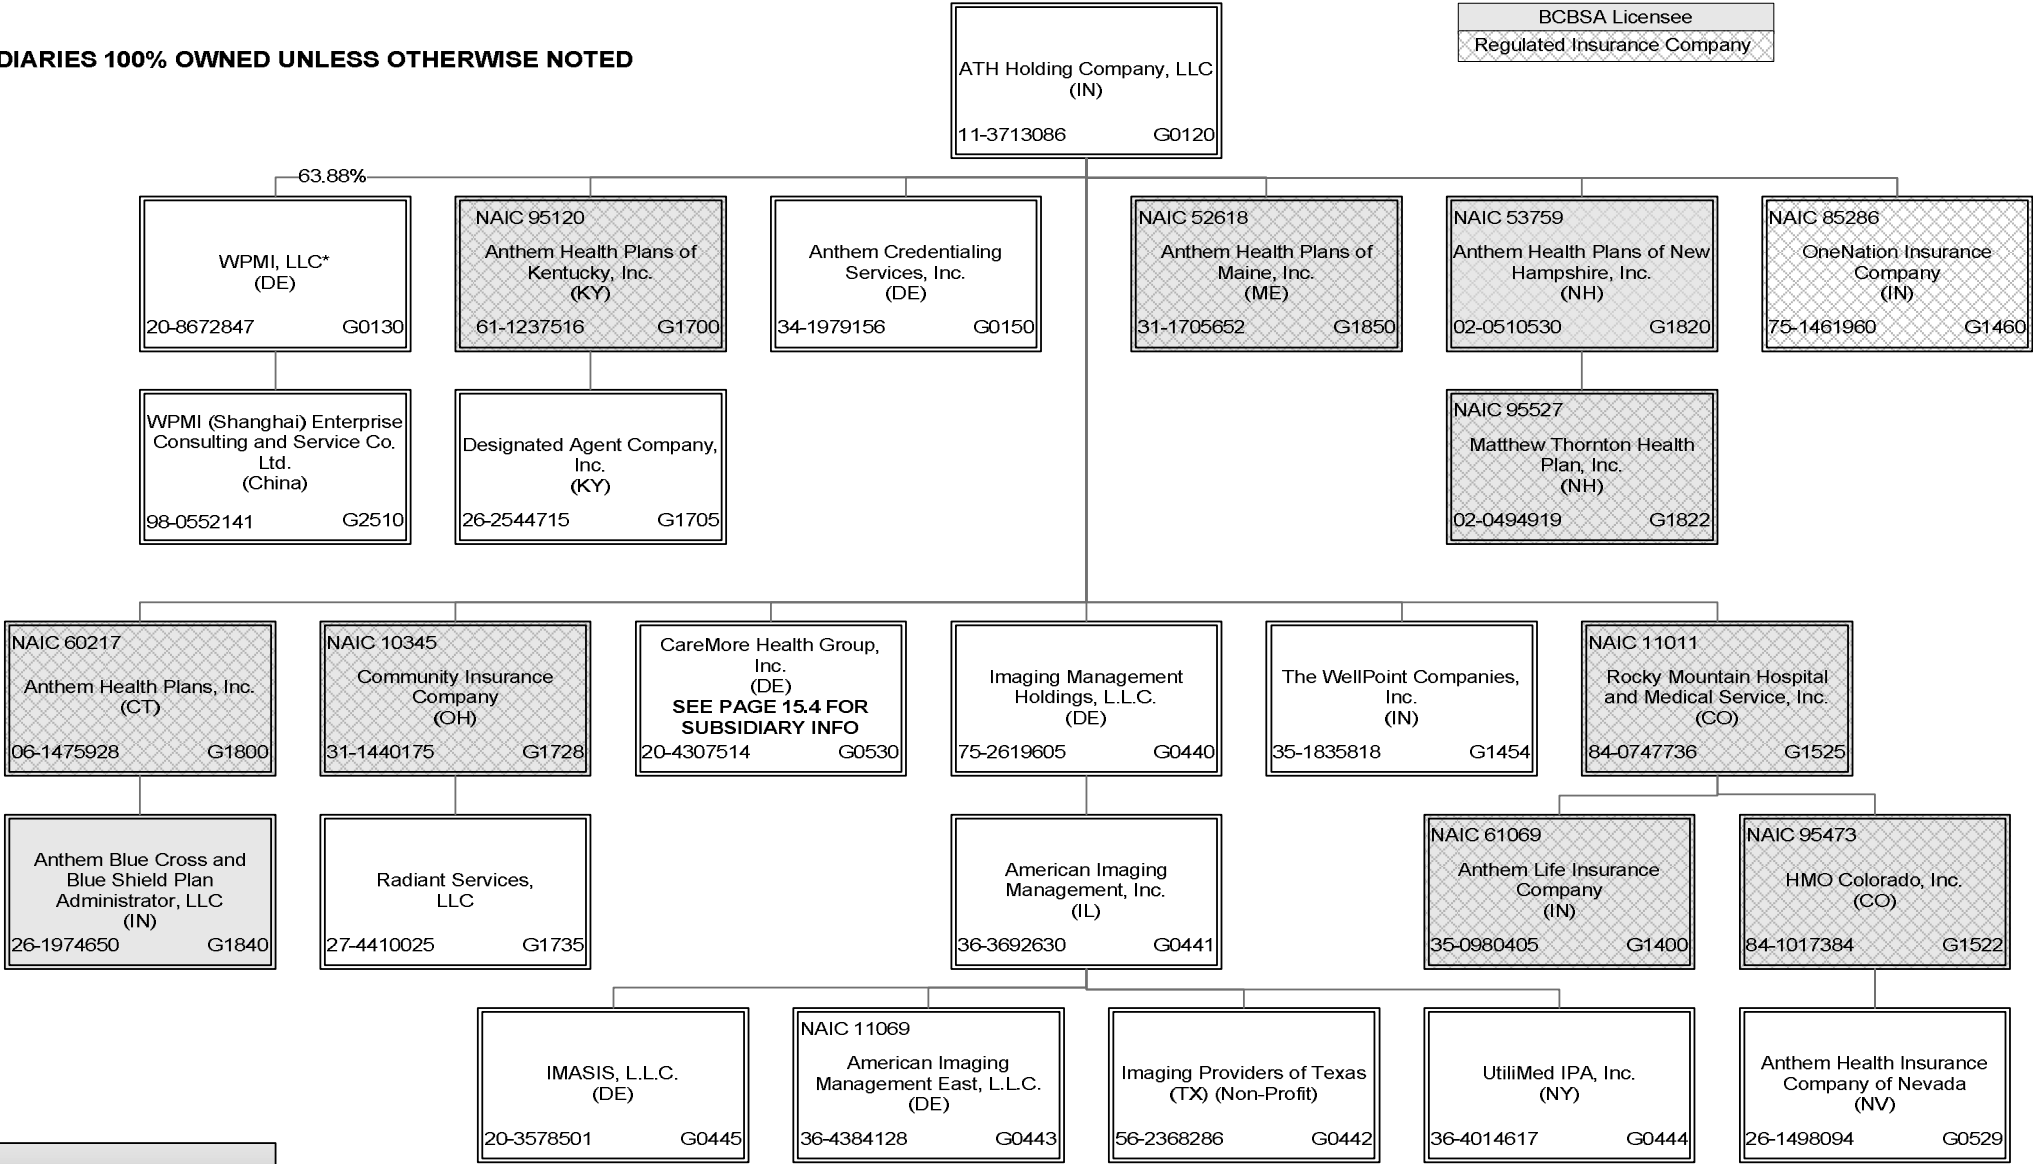 BCBSA Licensee
Regulated Insurance Company
DIARIES 100% OWNED UNLESS OTHERWISE NOTED
ATH Holding Company, LLC
(IN)
11-3713086 G0120
63.88%
WPMI, LLC*
(DE)
20-8672847 G0130
NAIC 95120
Anthem Health Plans of
Kentucky, Inc.
(KY)
61-1237516 G1700
Anthem Credentialing
Services, Inc.
(DE)
34-1979156 G0150
NAIC 52618
Anthem Health Plans of
Maine, Inc.
(ME)
31-1705652 G1850
NAIC 53759
Anthem Health Plans of New
Hampshire, Inc.
(NH)
02-0510530 G1820
NAIC 85286
OneNation Insurance
Company
(IN)
75-1461960 G1460
WPMI (Shanghai) Enterprise
Consulting and Service Co.
Ltd.
(China)
98-0552141 G2510
Designated Agent Company,
Inc.
(KY)
26-2544715 G1705
NAIC 95527
Matthew Thornton Health
Plan, Inc.
(NH)
02-0494919 G1822
NAIC 60217
Anthem Health Plans, Inc.
(CT)
06-1475928 G1800
NAIC 10345
Community Insurance
Company
(OH)
31-1440175 G1728
CareMore Health Group,
Inc.
(DE)
SEE PAGE 15.4 FOR
SUBSIDIARY INFO
20-4307514 G0530
Imaging Management
Holdings, L.L.C.
(DE)
75-2619605 G0440
The WellPoint Companies,
Inc.
(IN)
35-1835818 G1454
NAIC 11011
Rocky Mountain Hospital
and Medical Service, Inc.
(CO)
84-0747736 G1525
Anthem Blue Cross and
Blue Shield Plan
Administrator, LLC
(IN)
26-1974650 G1840
Radiant Services,
LLC
27-4410025 G1735
American Imaging
Management, Inc.
(IL)
36-3692630 G0441
NAIC 61069
Anthem Life Insurance
Company
(IN)
35-0980405 G1400
NAIC 95473
HMO Colorado, Inc.
(CO)
84-1017384 G1522
IMASIS, L.L.C.
(DE)
20-3578501 G0445
NAIC 11069
American Imaging
Management East, L.L.C.
(DE)
36-4384128 G0443
Imaging Providers of Texas
(TX) (Non-Profit)
56-2368286 G0442
UtiliMed IPA, Inc.
(NY)
36-4014617 G0444
Anthem Health Insurance
Company of Nevada
(NV)
26-1498094 G0529